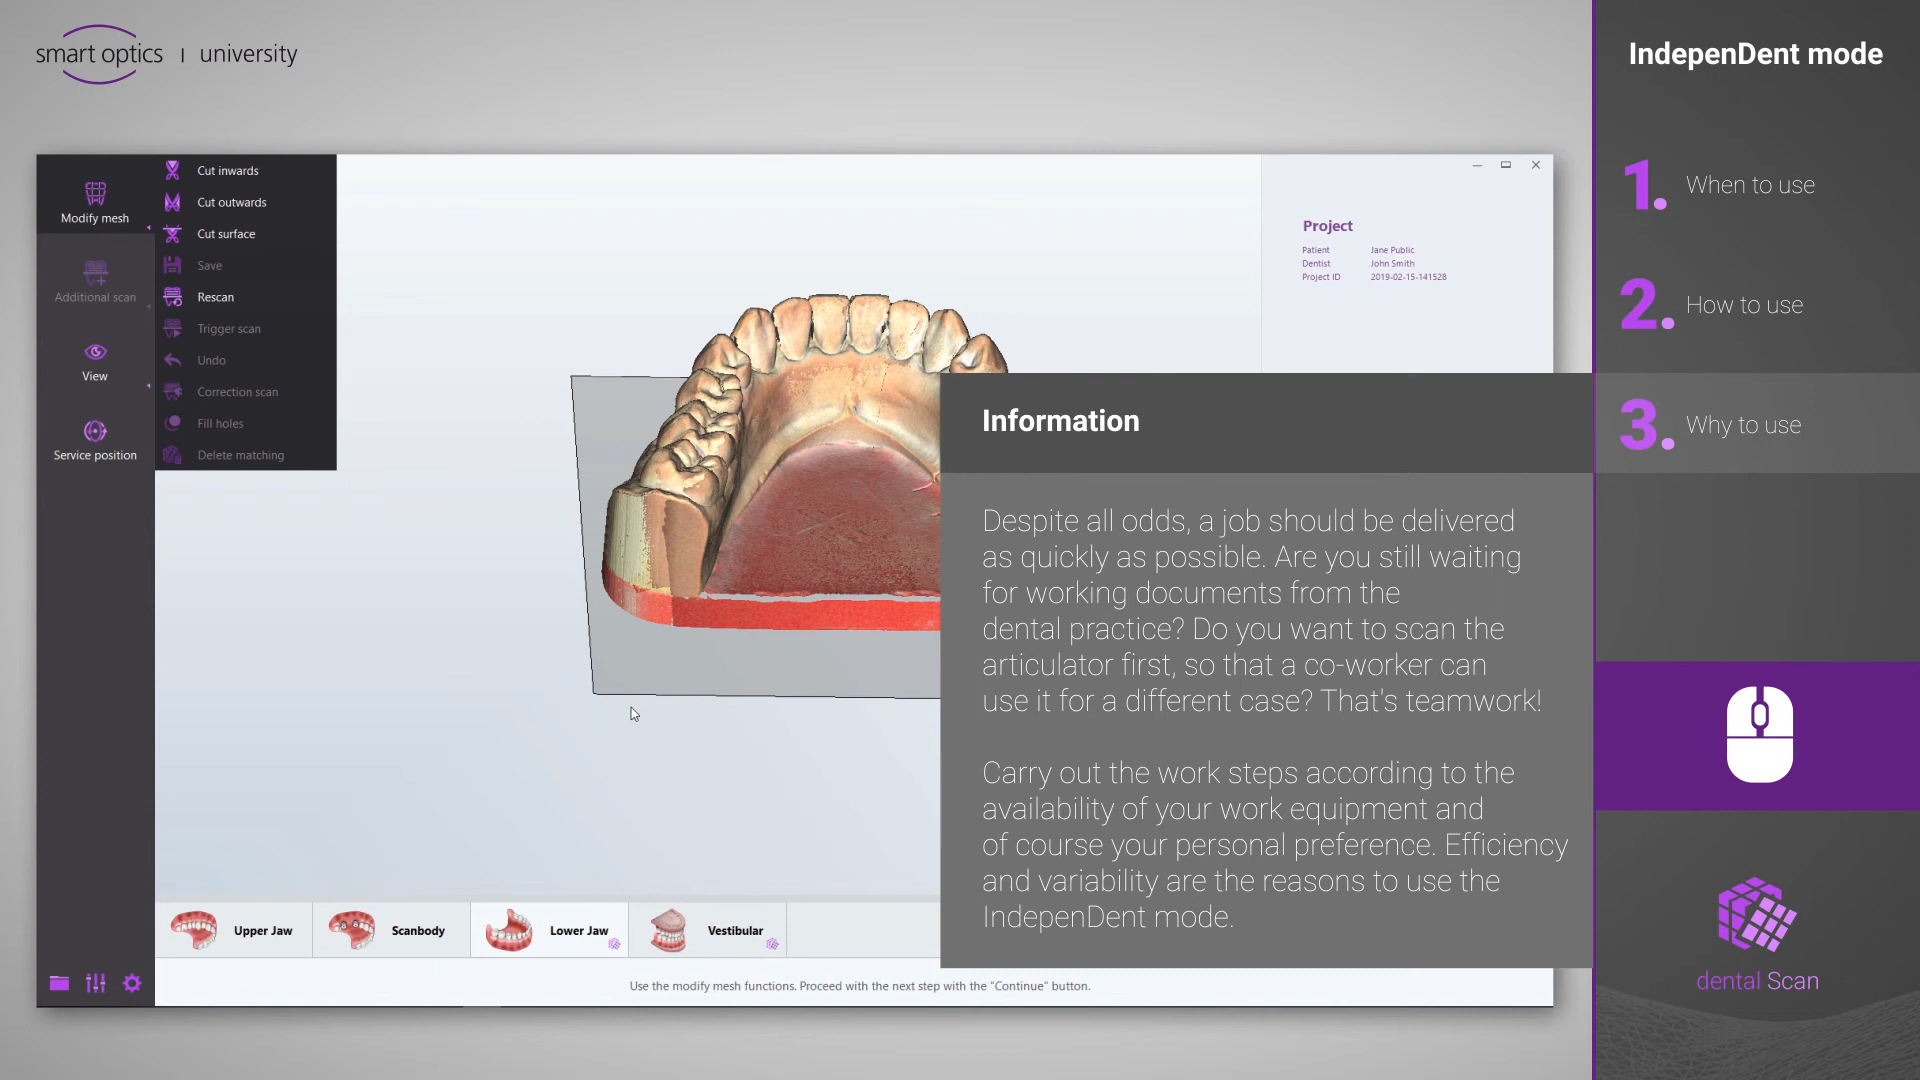 smart optics | university
IndependDent mode
1. When to use
2. How to use
3. Why to use
Modify mesh
Additional scan
View
Service position
Cut inwards
Cut outwards
Cut surface
Save
Rescan
Trigger scan
Undo
Correction scan
Fill holes
Delete matching
Project
Patient Jane Public
Dentist John Smith
Project ID 2019-02-15-141528
Information
Despite all odds, a job should be delivered
as quickly as possible. Are you still waiting
for working documents from the
dental practice? Do you want to scan the
articulator first, so that a co-worker can
use it for a different case? That's teamwork!
Carry out the work steps according to the
availability of your work equipment and
of course your personal preference. Efficiency
and variability are the reasons to use the
IndepenDent mode.
Upper Jaw
Scanbody
Lower Jaw
Vestibular
Use the modify mesh functions. Proceed with the next step with the "Continue" button.
dental Scan